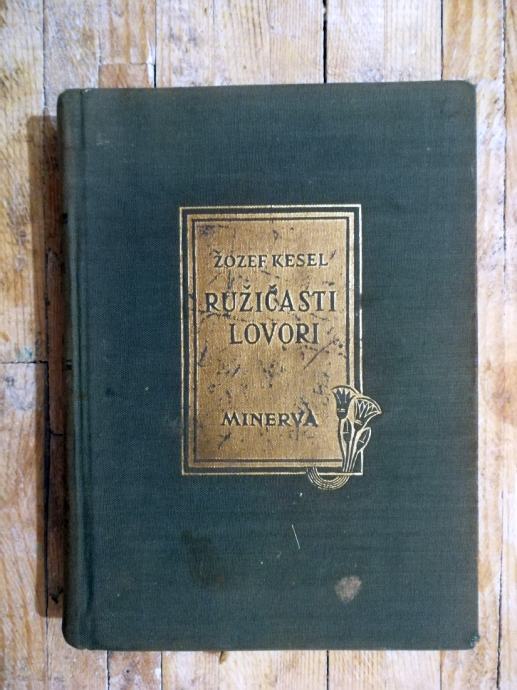 ŽOZEF KESEL
RUŽIČASTI
LOVORI
MINERVA